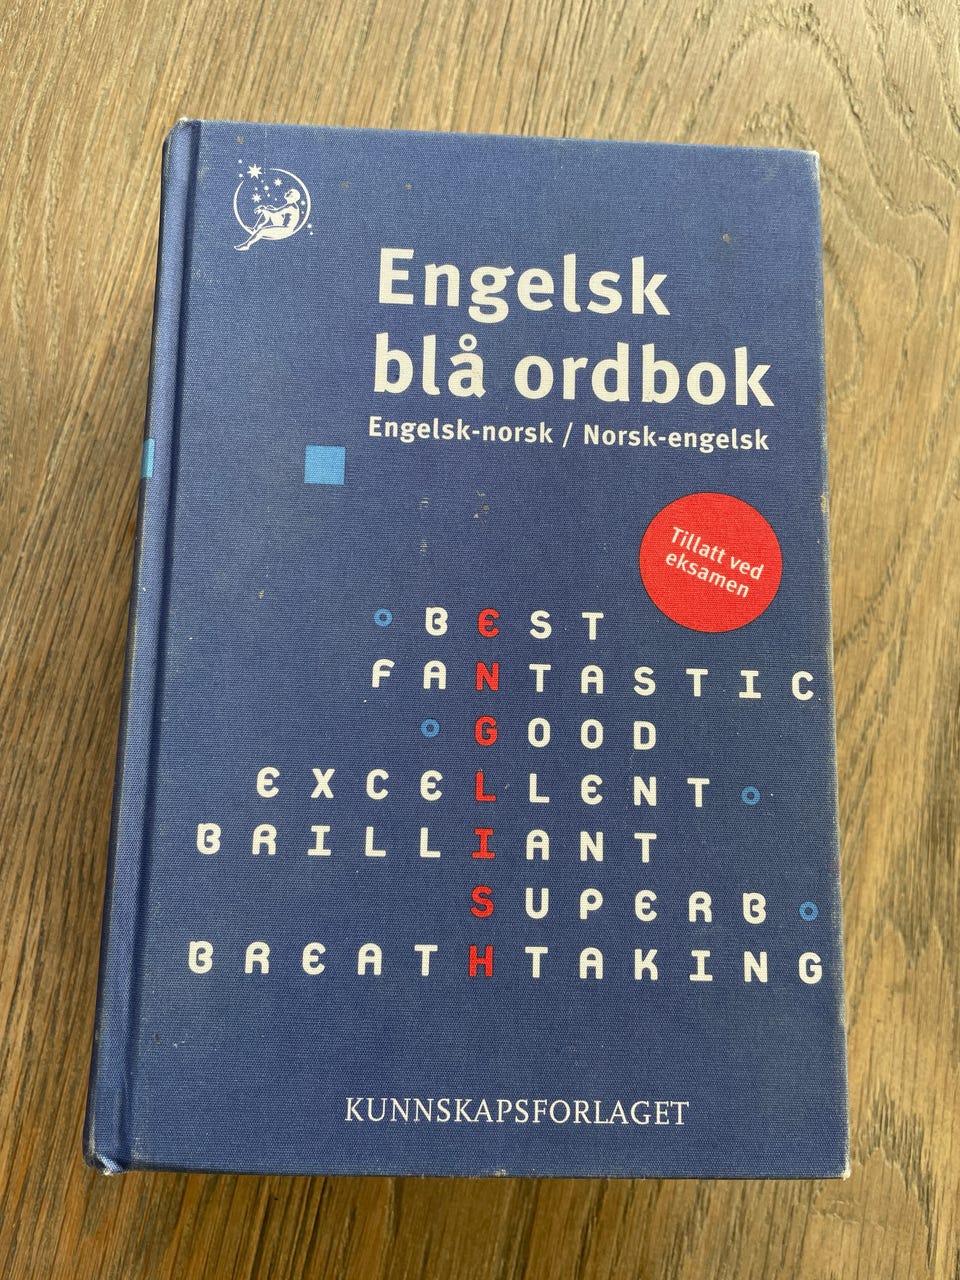 Engelsk
blå ordbok
Engelsk-norsk / Norsk-engelsk
Tillatt ved
eksamen
BEST
FANTASTIC
GOOD
EXCELLENT
BRILLIANT
SUPERB
BREATHTAKING
KUNNSKAPSFORLAGET